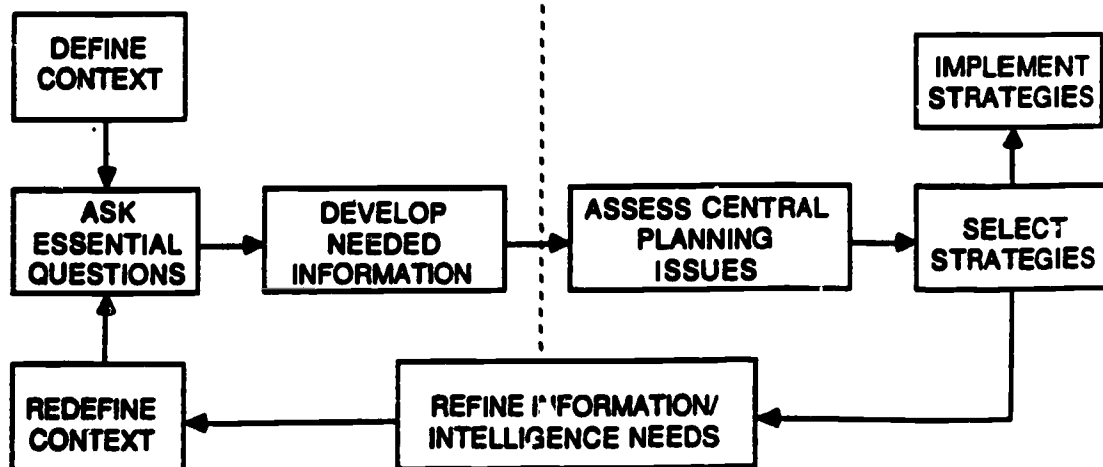 DEFINE
CONTEXT
IMPLEMENT
STRATEGIES
ASK
ESSENTIAL
QUESTIONS
DEVELOP
NEEDED
INFORMATION
ASSESS CENTRAL
PLANNING
ISSUES
SELECT
STRATEGIES
REDEFINE
CONTEXT
REFINE INFORMATION/
INTELLIGENCE NEEDS